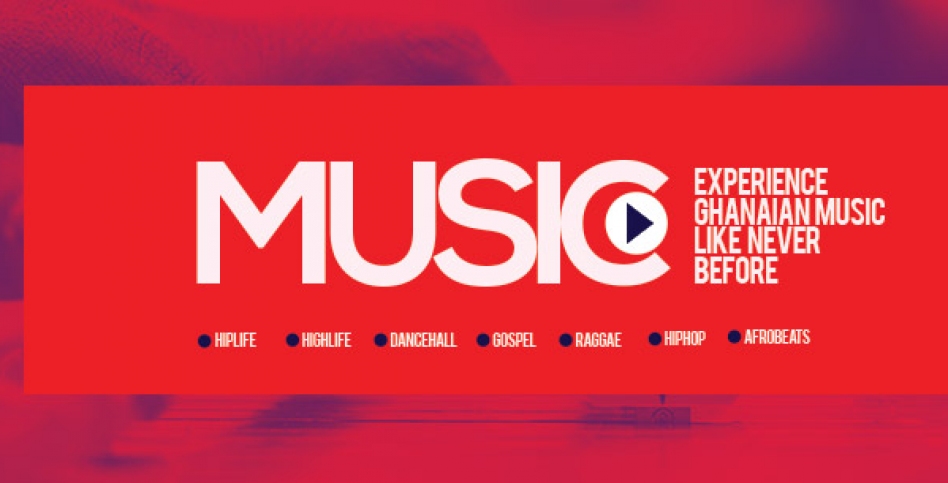 MUSIC
EXPERIENCE
GHANAIAN MUSIC
LIKE NEVER
BEFORE
HIPLIFE HIGHLIFE DANCEHALL GOSPEL RAGGAE HIPHOP AFROBEATS